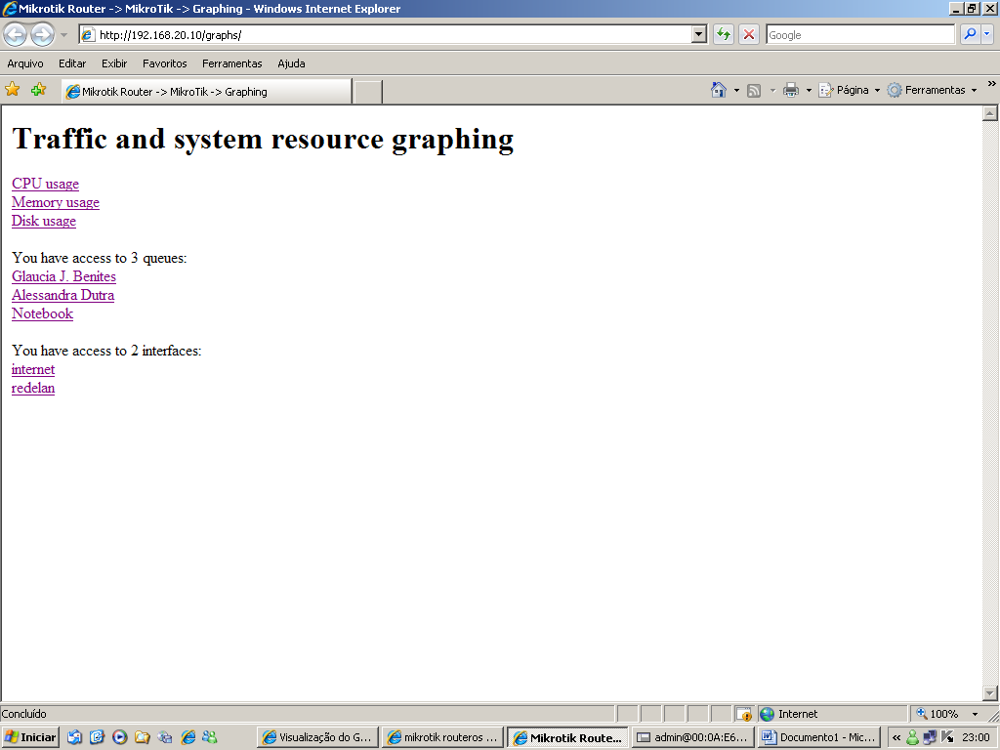 Mikrotik Router -> MikroTik -> Graphing - Windows Internet Explorer
http://192.168.20.10/graphs/
Google
Arquivo Editar Exibir Favoritos Ferramentas Ajuda
Mikrotik Router -> MikroTik -> Graphing
Página
Ferramentas
Traffic and system resource graphing
CPU usage
Memory usage
Disk usage
You have access to 3 queues:
Glaucia J. Benites
Alessandra Dutra
Notebook
You have access to 2 interfaces:
internet
redelan
Concluído
Internet
100%
Iniciar
Visualização do G...
mikrotik routeros ...
Mikrotik Route...
admin@00:0A:E6...
Documento1 - Mic...
23:00